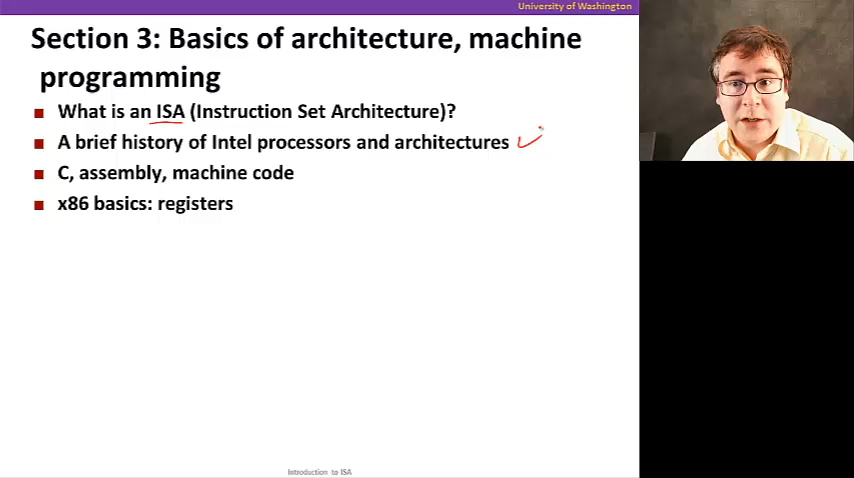 University of Washington
Section 3: Basics of architecture, machine
programming
What is an ISA (Instruction Set Architecture)?
A brief history of Intel processors and architectures
C, assembly, machine code
x86 basics: registers
Introduction to ISA